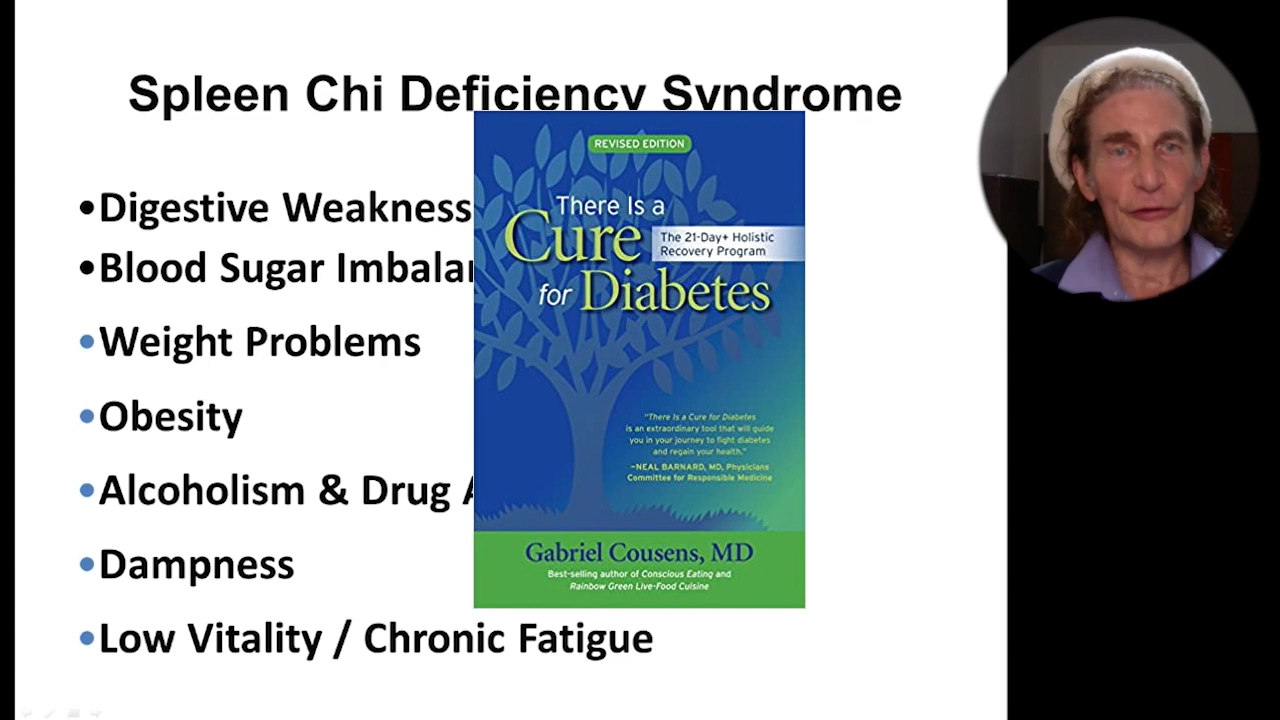 Spleen Chi Deficiency Syndrome
•Digestive Weakness
•Blood Sugar
•Weight Problems
•Obesity
•Alcoholism & Drug
•Dampness
•Low Vitality / Chronic Fatigue
REVISED EDITION
There Is a
Cure
The 21-Day+ Holistic
Recovery Program
for Diabetes
"There Is a Cure for Diabetes
is an extraordinary tool that will guide
you in your journey to fight diabetes
and regain your health."
—NEAL BARNARD, MD, Physicians
Committee for Responsible Medicine
Gabriel Cousens, MD
Best-selling author of Conscious Eating and
Rainbow Green Live-Food Cuisine